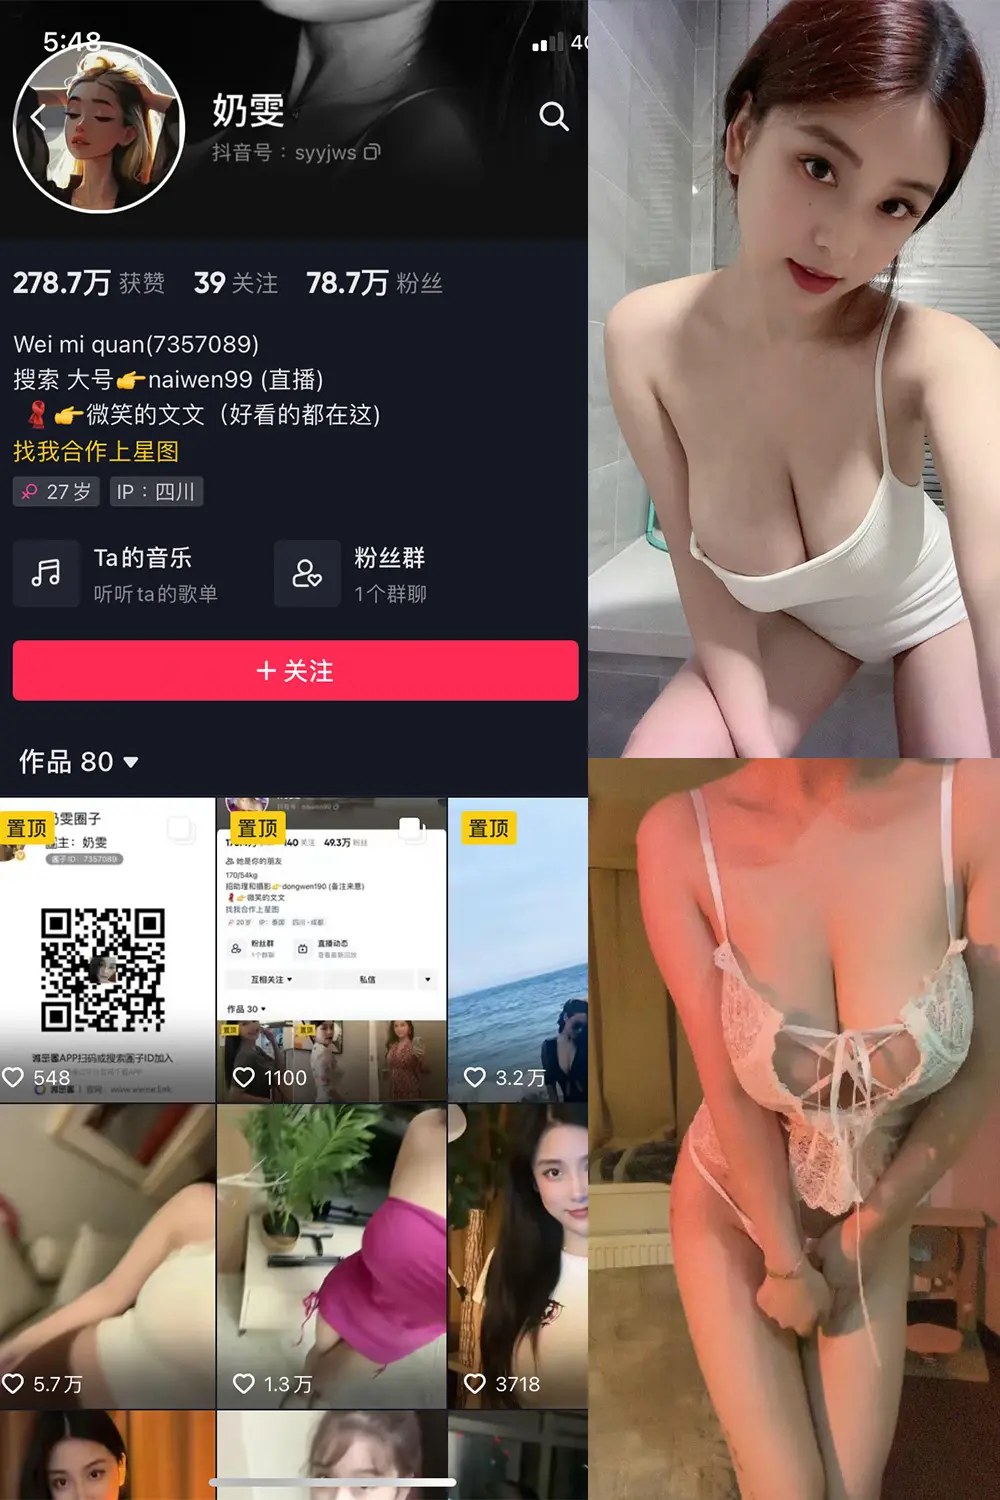 5:48
4G
奶雯
抖音号：syyjws
278.7万 获赞 39 关注 78.7万 粉丝
Wei mi quan(7357089)
搜索 大号👉naiwen99 (直播)
🧣👉微笑的文文（好看的都在这)
找我合作上星图
27岁 IP：四川
Ta的音乐
听听ta的歌单
粉丝群
1个群聊
+ 关注
作品 80
置顶
雯圈子
主：奶雯
圈子ID：7357089
APP扫码或搜索圈子ID加入
548
置顶
140 关注 49.3万 粉丝
她是你的朋友
170/54kg
招助理和摄影👉dongwen190 (备注来意)
🧣👉微笑的文文
找我合作上星图
20岁 IP：泰国 四川·成都
粉丝群
1个群聊
直播动态
互相关注
私信
作品 30
置顶
置顶
1100
置顶
3.2万
5.7万
1.3万
3718